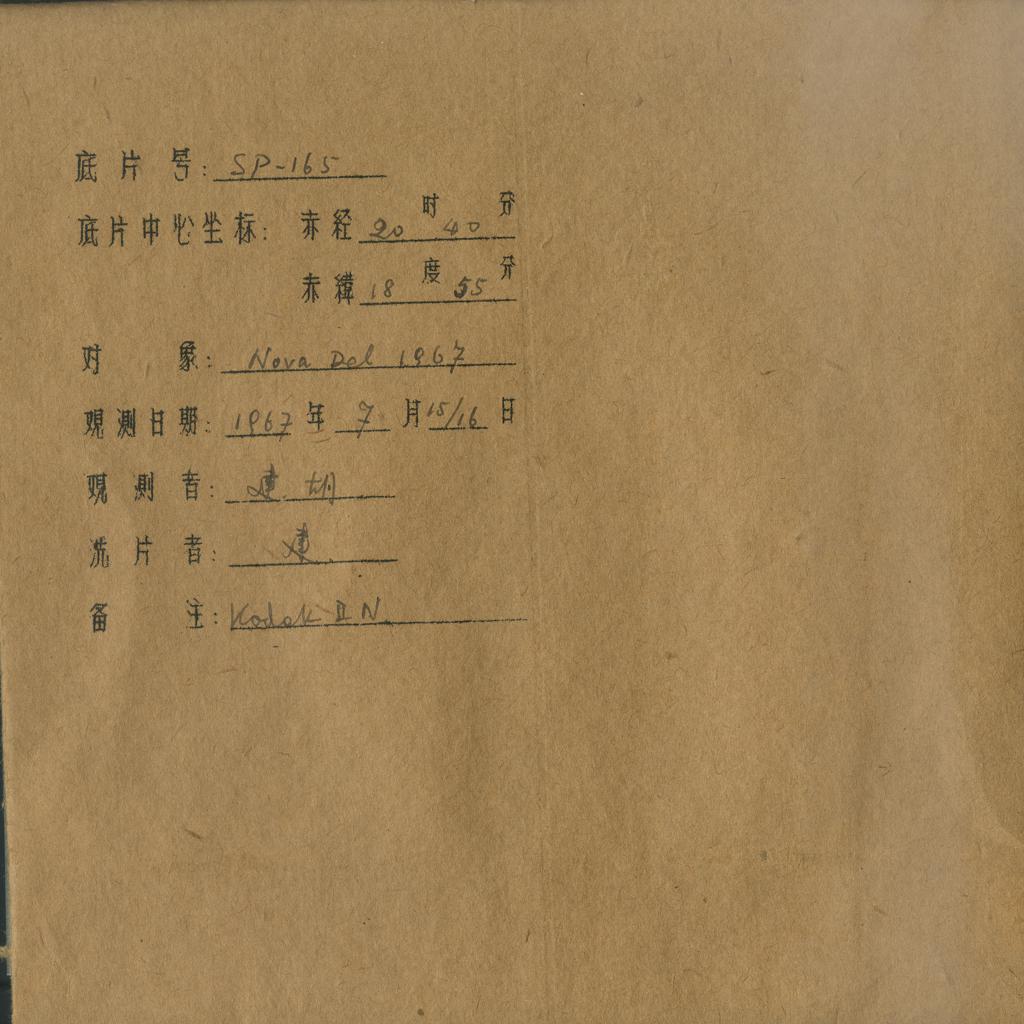 底片号: SP-165
底片中心坐标: 赤经 20 时 40 分
赤緯 18 度 55 分
对象: Nova Del 1967
观测日期: 1967 年 7 月 15/16 日
观测者: 建 胡
洗片者: 建
备注: Kodak II N